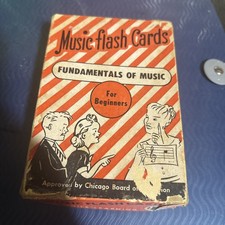 Music Flash Cards
FUNDAMENTALS OF MUSIC
For
Beginners
Approved by Chicago Board of